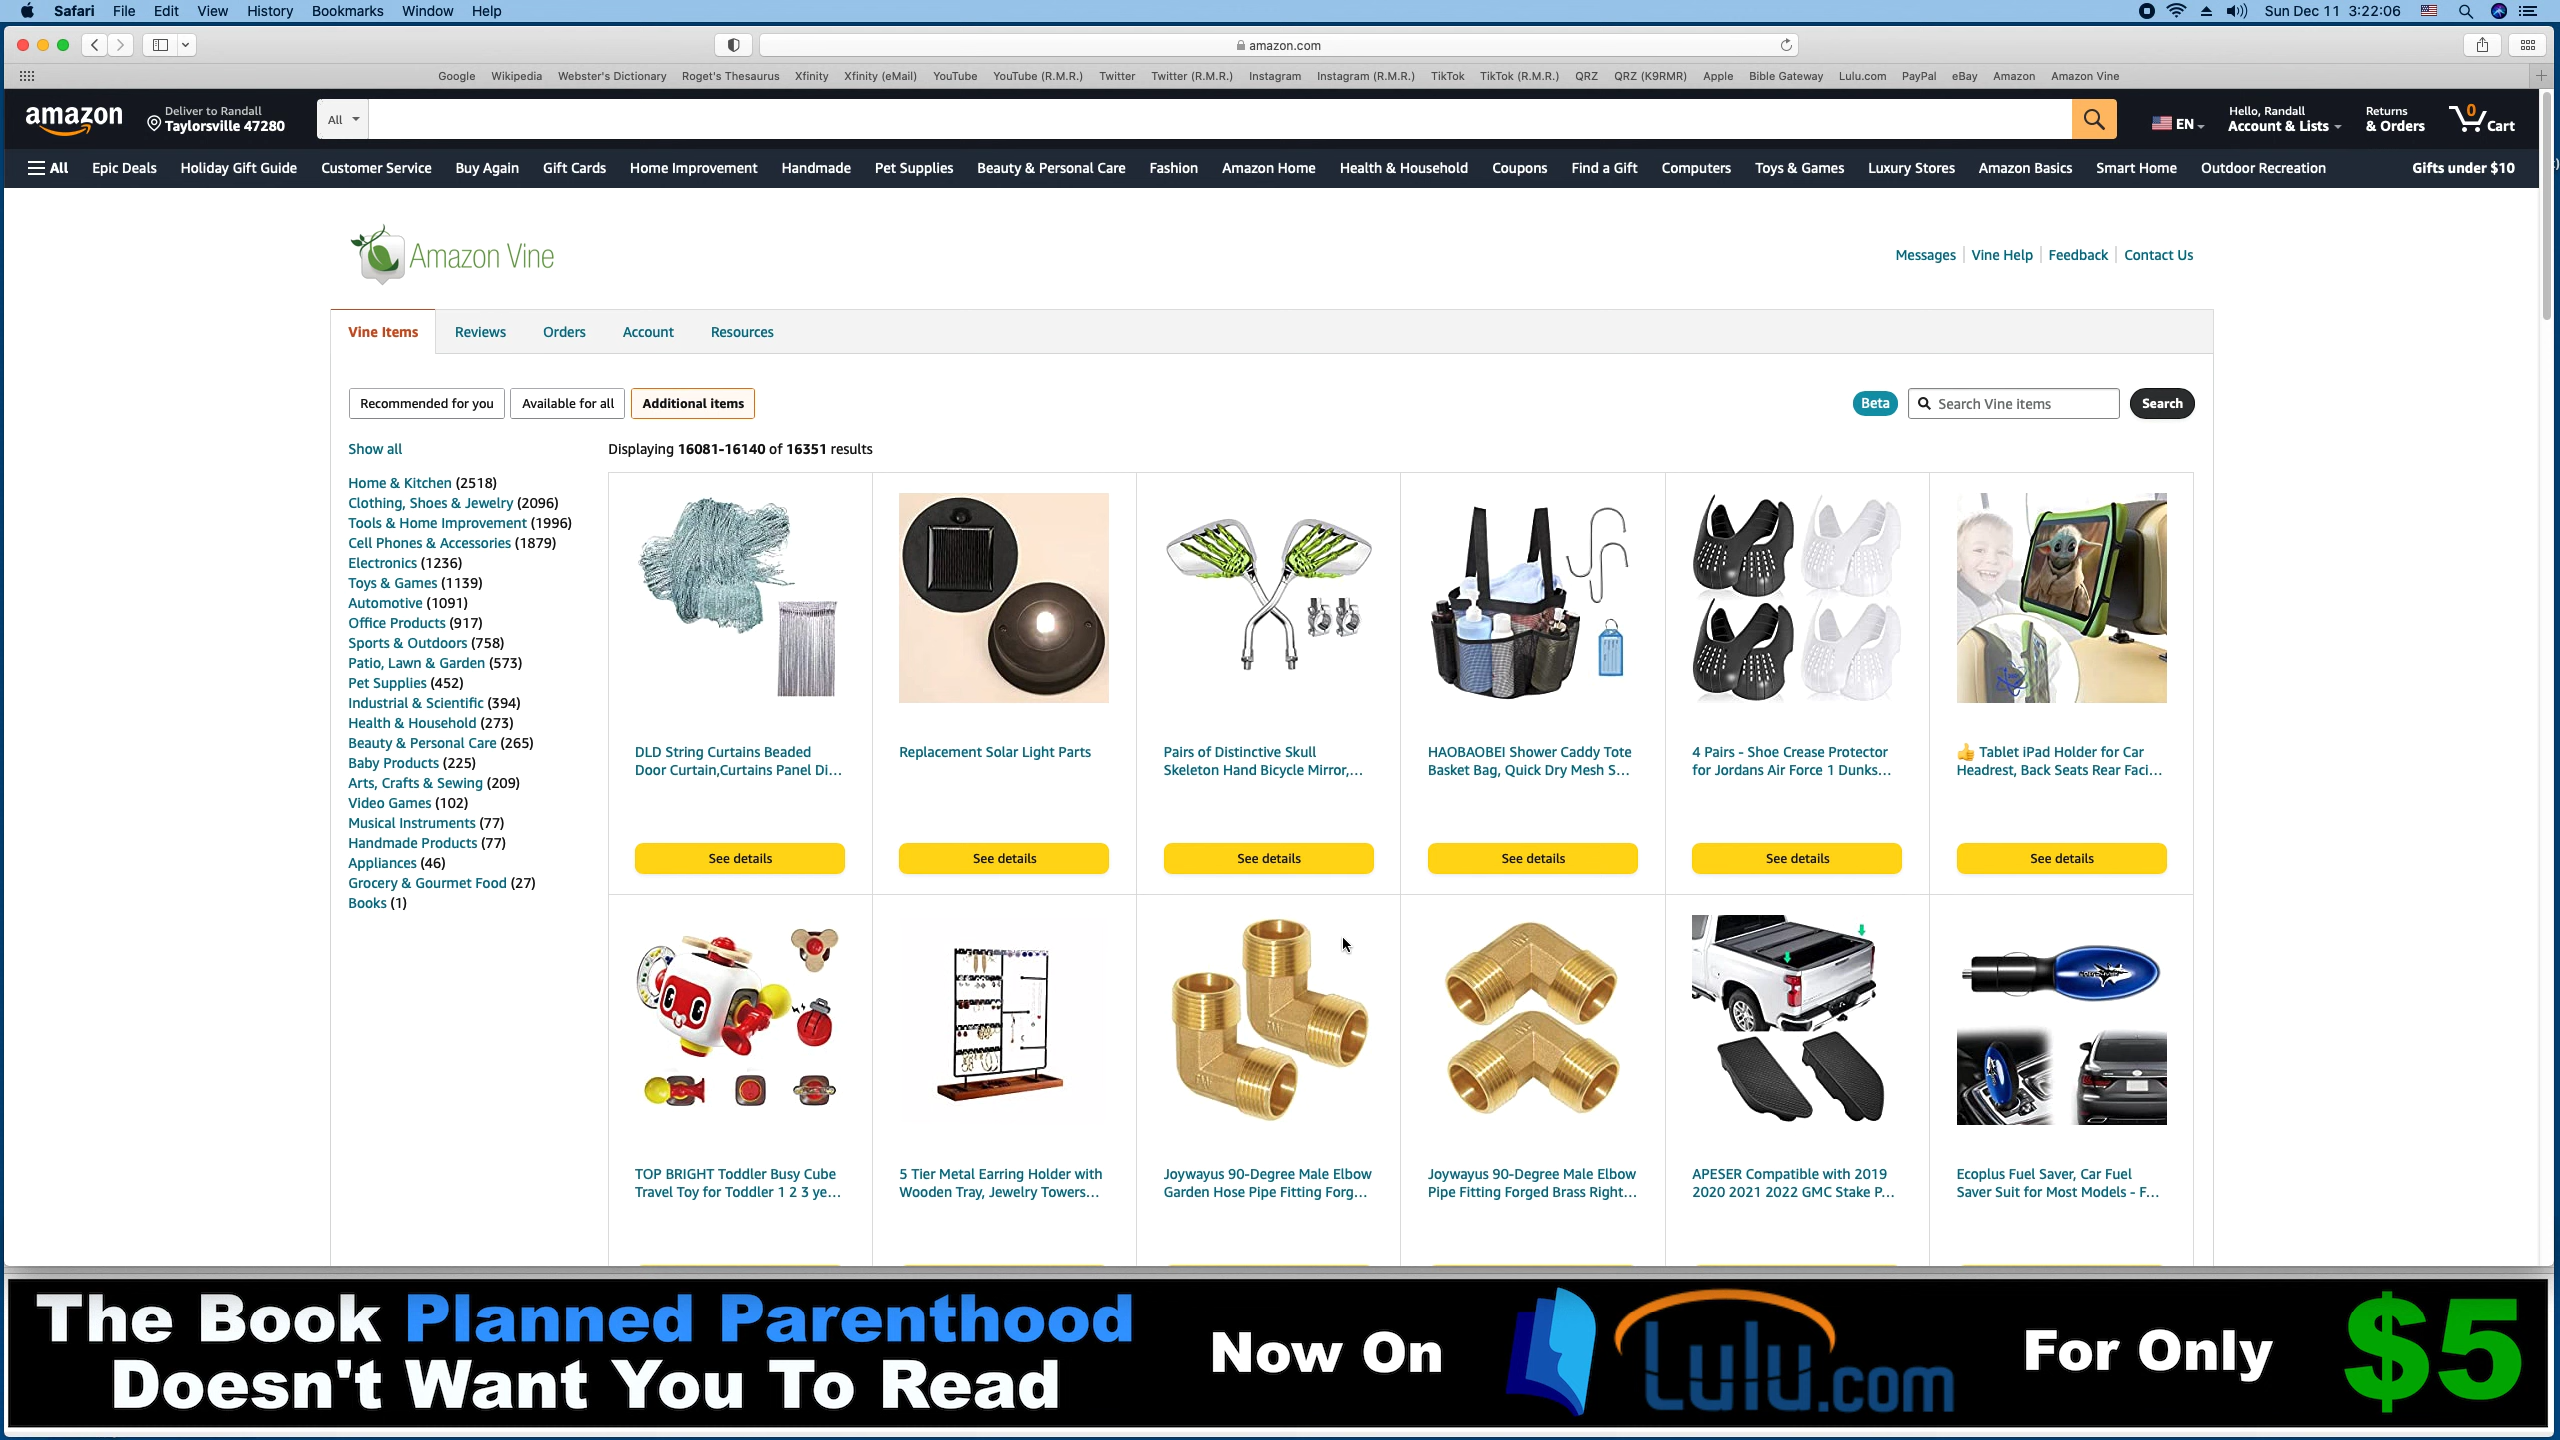 Safari File Edit View History Bookmarks Window Help Sun Dec 11 3:22:06
amazon.com
Google Wikipedia Webster's Dictionary Roget's Thesaurus Xfinity Xfinity (eMail) YouTube YouTube (R.M.R.) Twitter Twitter (R.M.R.) Instagram Instagram (R.M.R.) TikTok TikTok (R.M.R.) QRZ QRZ (K9RMR) Apple Bible Gateway Lulu.com PayPal eBay Amazon Amazon Vine
amazon
Deliver to Randall
Taylorsville 47280
All
EN
Hello, Randall
Account & Lists
Returns
& Orders
0
Cart
All Epic Deals Holiday Gift Guide Customer Service Buy Again Gift Cards Home Improvement Handmade Pet Supplies Beauty & Personal Care Fashion Amazon Home Health & Household Coupons Find a Gift Computers Toys & Games Luxury Stores Amazon Basics Smart Home Outdoor Recreation Gifts under $10
Amazon Vine
Messages Vine Help Feedback Contact Us
Vine Items Reviews Orders Account Resources
Recommended for you Available for all Additional items
Beta Search Vine items Search
Show all
Displaying 16081-16140 of 16351 results
Home & Kitchen (2518)
Clothing, Shoes & Jewelry (2096)
Tools & Home Improvement (1996)
Cell Phones & Accessories (1879)
Electronics (1236)
Toys & Games (1139)
Automotive (1091)
Office Products (917)
Sports & Outdoors (758)
Patio, Lawn & Garden (573)
Pet Supplies (452)
Industrial & Scientific (394)
Health & Household (273)
Beauty & Personal Care (265)
Baby Products (225)
Arts, Crafts & Sewing (209)
Video Games (102)
Musical Instruments (77)
Handmade Products (77)
Appliances (46)
Grocery & Gourmet Food (27)
Books (1)
DLD String Curtains Beaded
Door Curtain,Curtains Panel Di...
See details
Replacement Solar Light Parts
See details
Pairs of Distinctive Skull
Skeleton Hand Bicycle Mirror,...
See details
HAOBAOBEI Shower Caddy Tote
Basket Bag, Quick Dry Mesh S...
See details
4 Pairs - Shoe Crease Protector
for Jordans Air Force 1 Dunks...
See details
👍 Tablet iPad Holder for Car
Headrest, Back Seats Rear Faci...
See details
TOP BRIGHT Toddler Busy Cube
Travel Toy for Toddler 1 2 3 ye...
5 Tier Metal Earring Holder with
Wooden Tray, Jewelry Towers...
Joywayus 90-Degree Male Elbow
Garden Hose Pipe Fitting Forg...
Joywayus 90-Degree Male Elbow
Pipe Fitting Forged Brass Right...
APESER Compatible with 2019
2020 2021 2022 GMC Stake P...
Ecoplus Fuel Saver, Car Fuel
Saver Suit for Most Models - F...
The Book Planned Parenthood
Doesn't Want You To Read
Now On
Lulu.com
For Only
$5